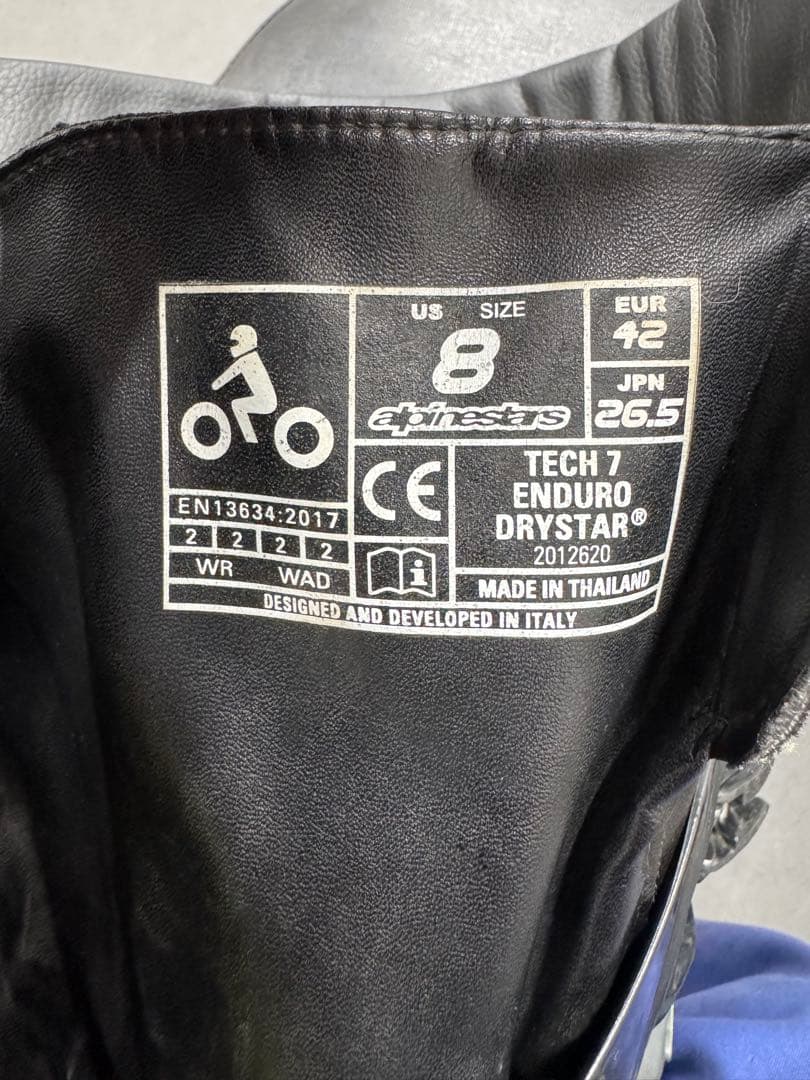 US SIZE
8
alpinestars
EUR
42
JPN
26.5
EN13634:2017
2 2 2 2
WR WAD
CE
i
TECH 7
ENDURO
DRYSTAR®
2012620
MADE IN THAILAND
DESIGNED AND DEVELOPED IN ITALY